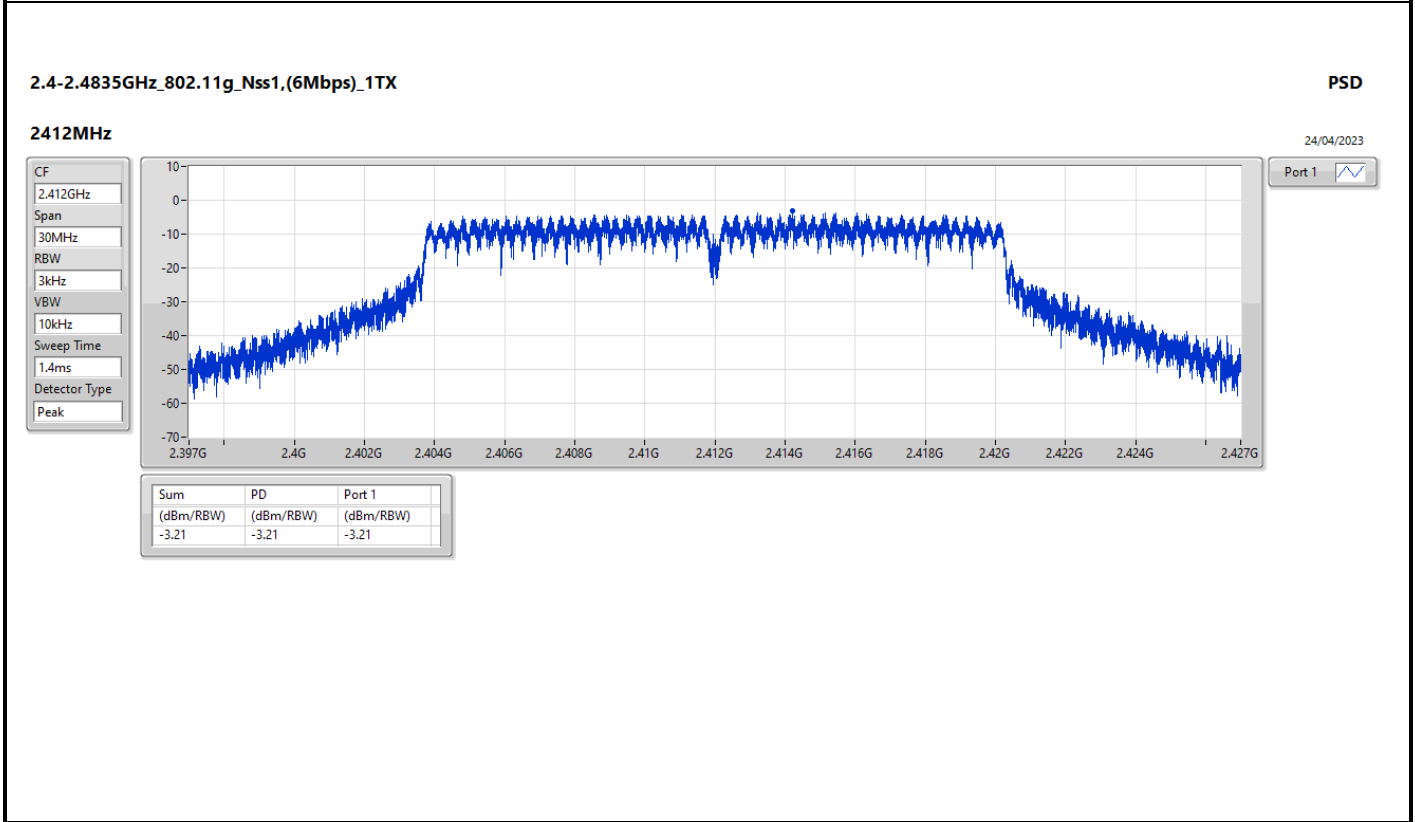 2.4-2.4835GHz_802.11g_Nss1,(6Mbps)_1TX
PSD
2412MHz
24/04/2023
CF
2.412GHz
Span
30MHz
RBW
3kHz
VBW
10kHz
Sweep Time
1.4ms
Detector Type
Peak
10
0
-10
-20
-30
-40
-50
-60
-70
2.397G 2.4G 2.402G 2.404G 2.406G 2.408G 2.41G 2.412G 2.414G 2.416G 2.418G 2.42G 2.422G 2.424G 2.427G
Port 1
Sum PD Port 1
(dBm/RBW) (dBm/RBW) (dBm/RBW)
-3.21 -3.21 -3.21